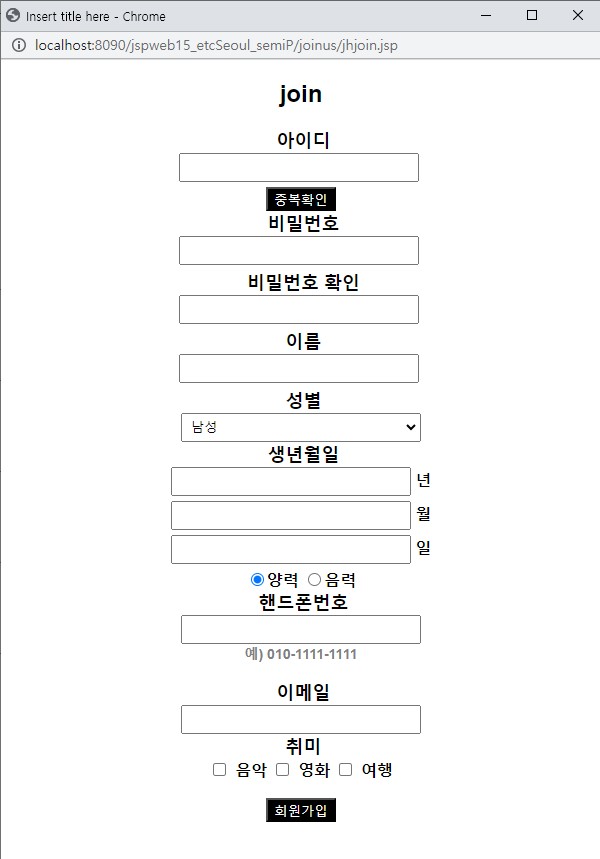 Insert title here - Chrome
localhost:8090/jspweb15_etcSeoul_semiP/joinus/jhjoin.jsp
join
아이디
중복확인
비밀번호
비밀번호 확인
이름
성별
남성
생년월일
년
월
일
양력 음력
핸드폰번호
예) 010-1111-1111
이메일
취미
음악 영화 여행
회원가입